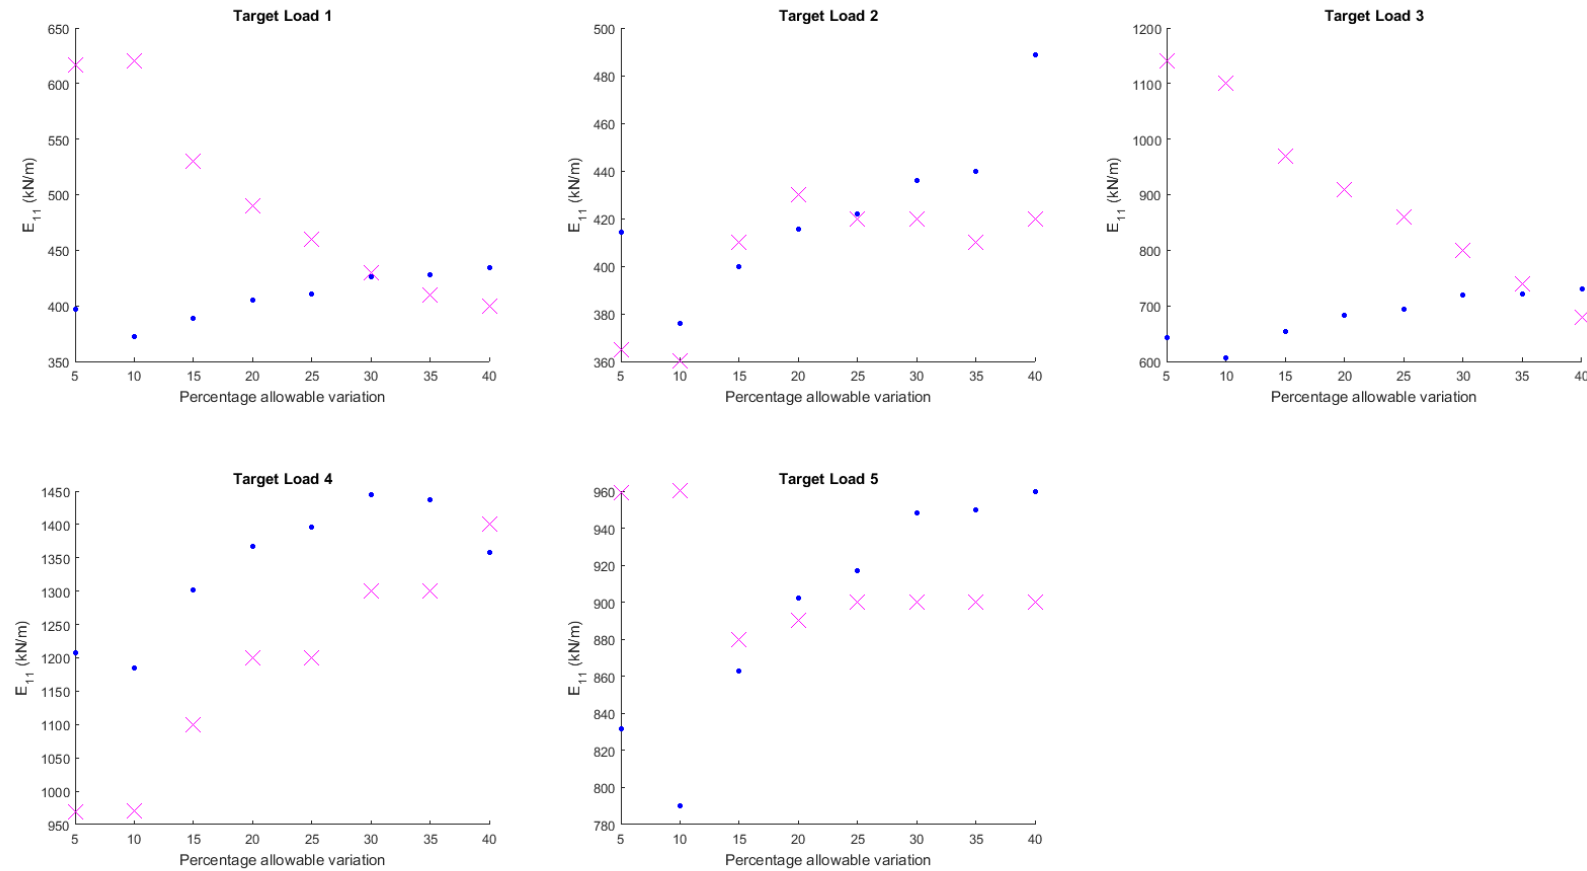 Target Load 1
650
600
550
500
450
400
350
E11 (kN/m)
5 10 15 20 25 30 35 40
Percentage allowable variation
Target Load 2
500
480
460
440
420
400
380
360
E11 (kN/m)
5 10 15 20 25 30 35 40
Percentage allowable variation
Target Load 3
1200
1100
1000
900
800
700
600
E11 (kN/m)
5 10 15 20 25 30 35 40
Percentage allowable variation
Target Load 4
1450
1400
1350
1300
1250
1200
1150
1100
1050
1000
950
E11 (kN/m)
5 10 15 20 25 30 35 40
Percentage allowable variation
Target Load 5
960
940
920
900
880
860
840
820
800
780
E11 (kN/m)
5 10 15 20 25 30 35 40
Percentage allowable variation